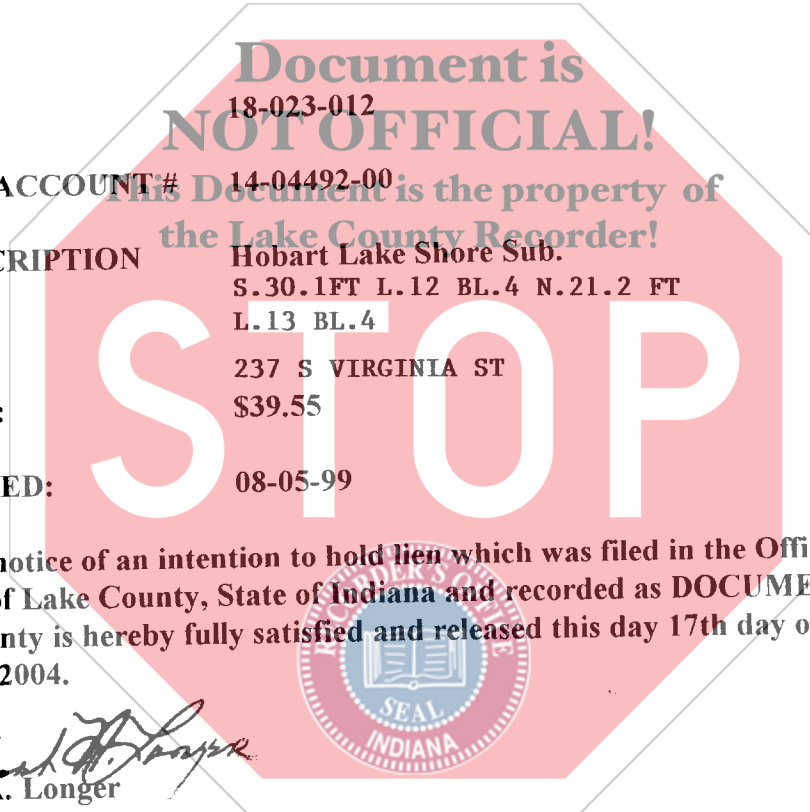 Document is
18-023-012
NOT OFFICIAL!
ACCOUNT # 14-04492-00
This Document is the property of
the Lake County Recorder!
CRIPTION Hobart Lake Shore Sub.
S.30.1FT L.12 BL.4 N.21.2 FT
L.13 BL.4
237 S VIRGINIA ST
: $39.55
STOP
ED: 08-05-99
notice of an intention to hold lien which was filed in the Offi
of Lake County, State of Indiana and recorded as DOCUME
nty is hereby fully satisfied and released this day 17th day o
2004.
RECORDER'S OFFICE
SEAL
INDIANA
. Longer